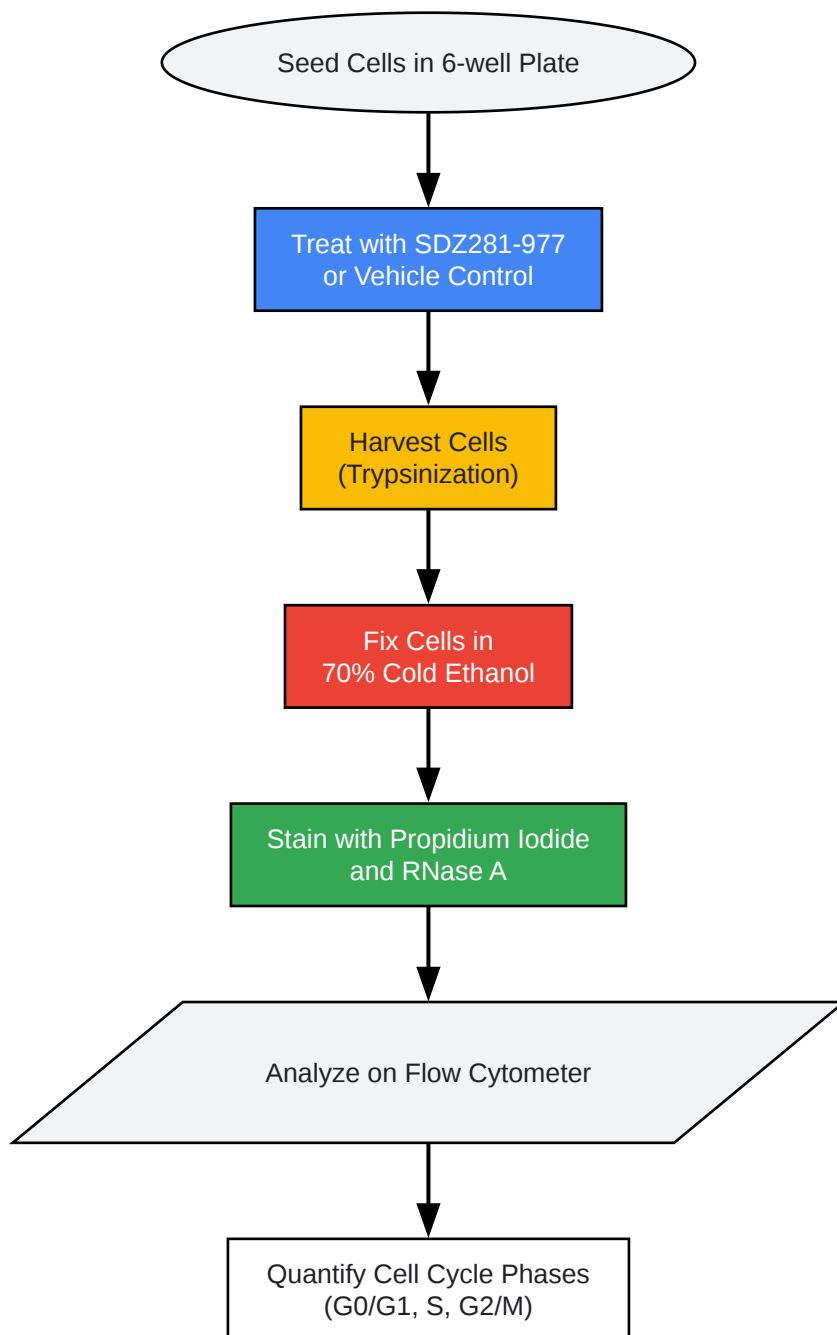 Seed Cells in 6-well Plate
Treat with SDZ281-977
or Vehicle Control
Harvest Cells
(Trypsinization)
Fix Cells in
70% Cold Ethanol
Stain with Propidium Iodide
and RNase A
Analyze on Flow Cytometer
Quantify Cell Cycle Phases
(G0/G1, S, G2/M)